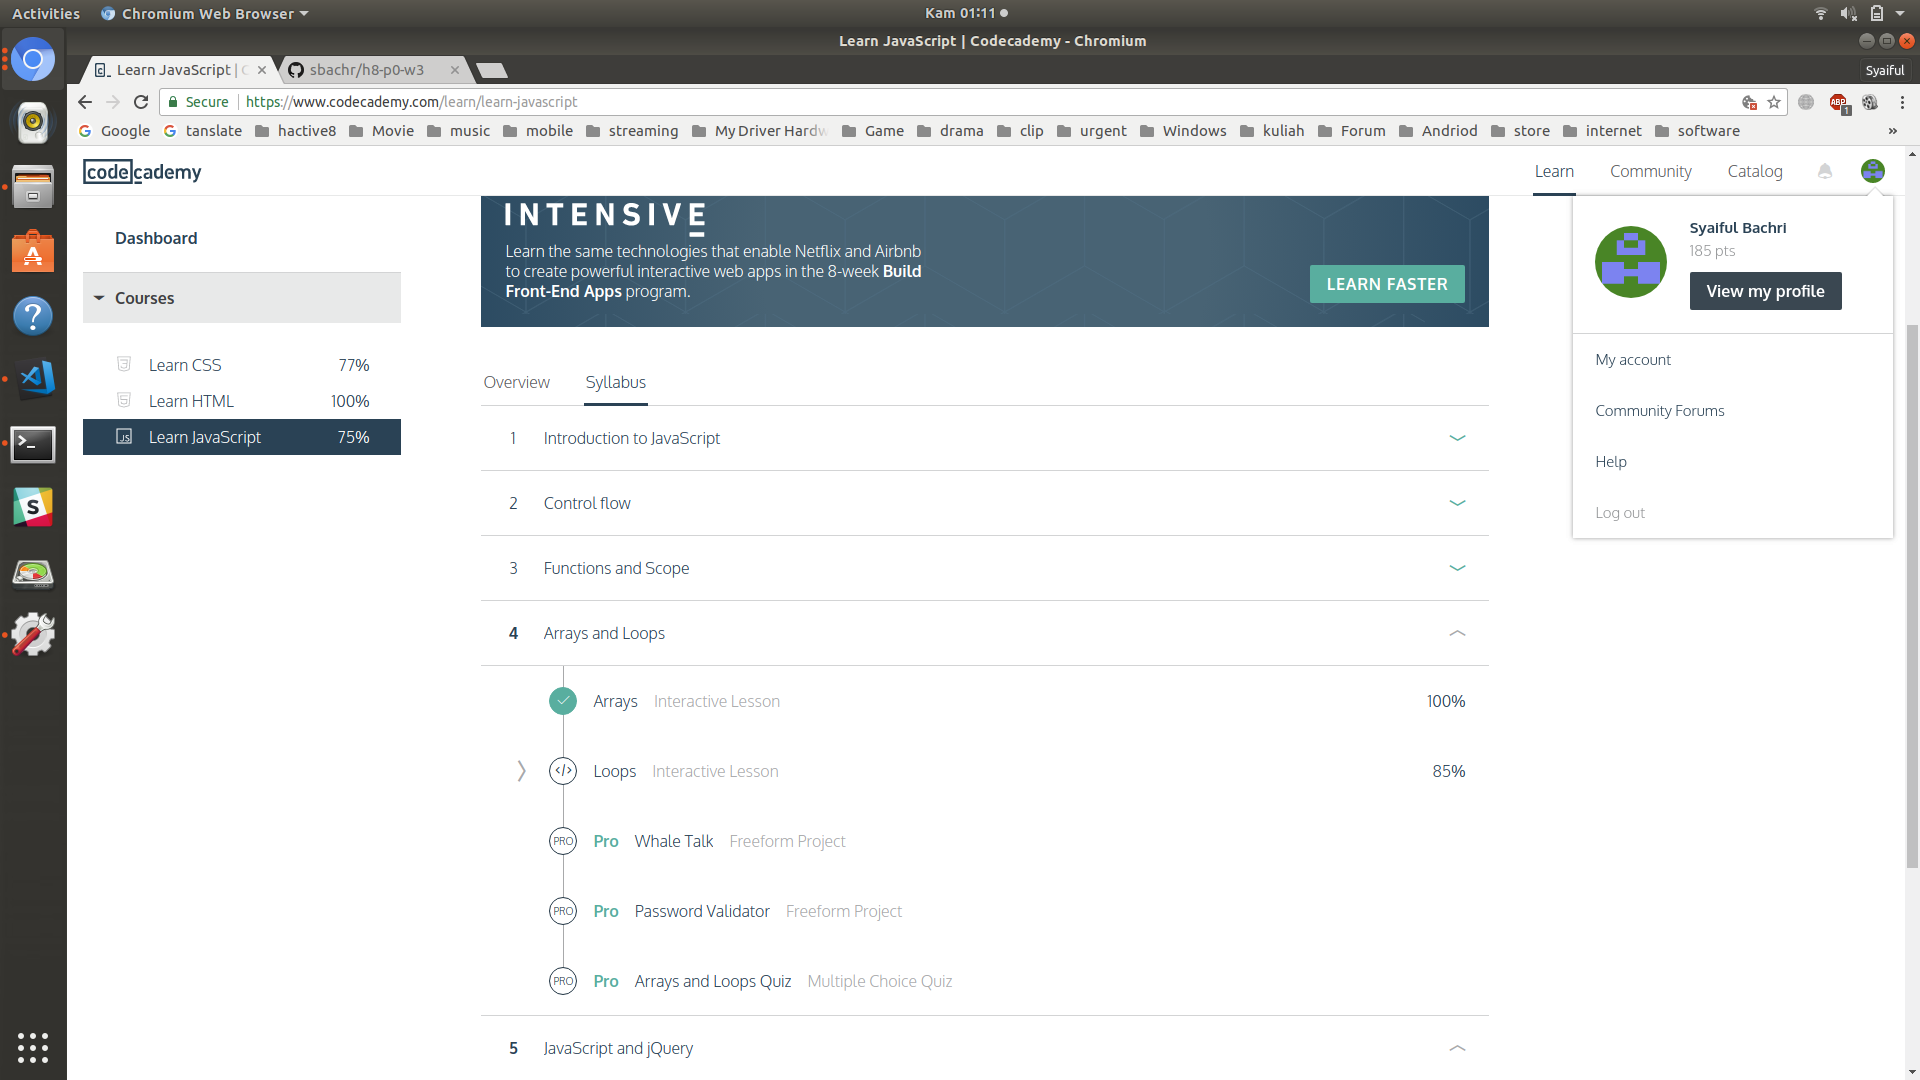 Activities
Chromium Web Browser
Kam 01:11
Learn JavaScript | Codecademy - Chromium
Learn JavaScript |
sbachr/h8-p0-w3
Syaiful
Secure
https://www.codecademy.com/learn/learn-javascript
ABP
1
Google
tanslate
hactive8
Movie
music
mobile
streaming
My Driver Hardw
Game
drama
clip
urgent
Windows
kuliah
Forum
Andriod
store
internet
software
»
codecademy
Learn
Community
Catalog
Dashboard
Courses
Learn CSS 77%
Learn HTML 100%
JS Learn JavaScript 75%
INTENSIVE
Learn the same technologies that enable Netflix and Airbnb
to create powerful interactive web apps in the 8-week Build
Front-End Apps program.
LEARN FASTER
Syaiful Bachri
185 pts
View my profile
My account
Community Forums
Help
Log out
Overview
Syllabus
1 Introduction to JavaScript
2 Control flow
3 Functions and Scope
4 Arrays and Loops
Arrays Interactive Lesson 100%
</> Loops Interactive Lesson 85%
PRO Pro Whale Talk Freeform Project
PRO Pro Password Validator Freeform Project
PRO Pro Arrays and Loops Quiz Multiple Choice Quiz
5 JavaScript and jQuery